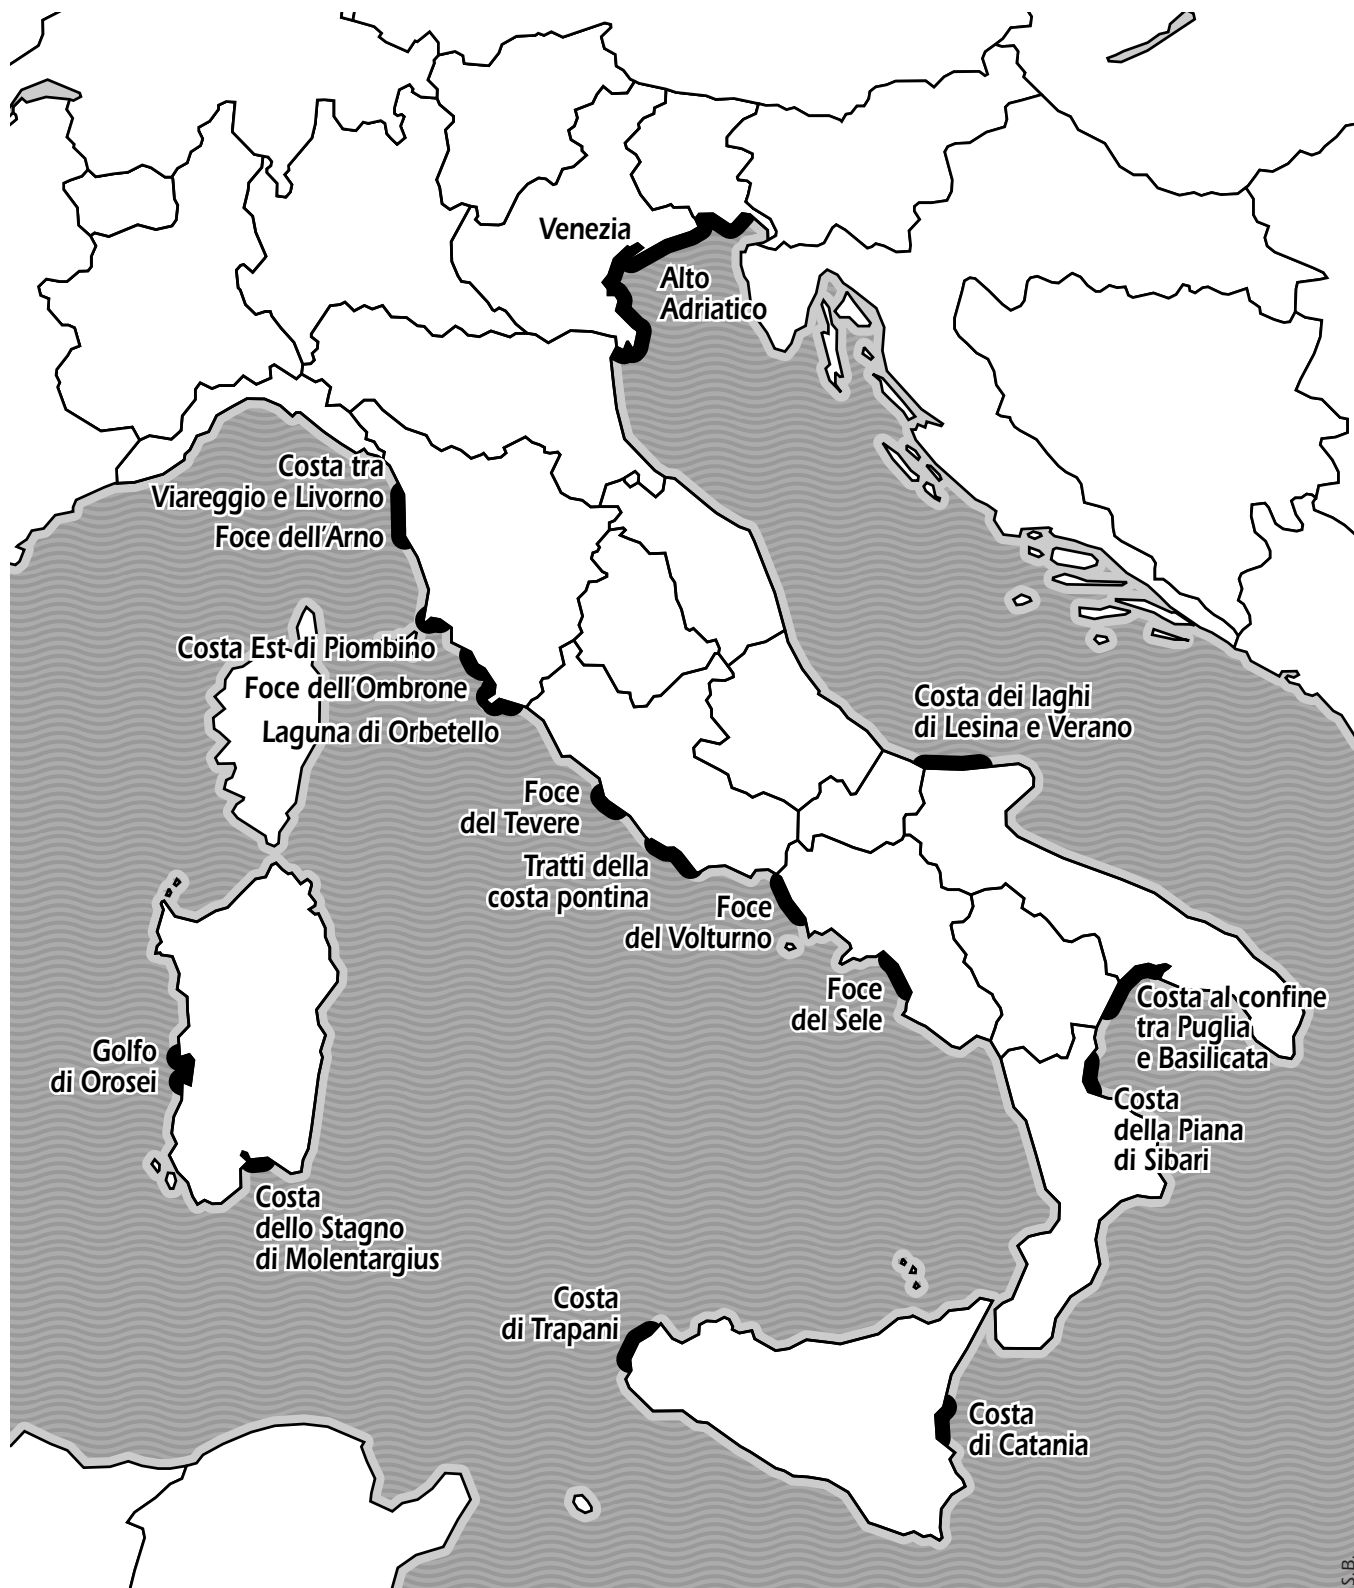 Venezia
Alto
Adriatico
Costa tra
Viareggio e Livorno
Foce dell'Arno
Costa Est di Piombino
Foce dell'Ombrone
Laguna di Orbetello
Costa dei laghi
di Lesina e Verano
Foce
del Tevere
Tratti della
costa pontina
Foce
del Volturno
Foce
del Sele
Costa al confine
tra Puglia
e Basilicata
Golfo
di Orosei
Costa
della Piana
di Sibari
Costa
dello Stagno
di Molentargius
Costa
di Trapani
Costa
di Catania
S.B.